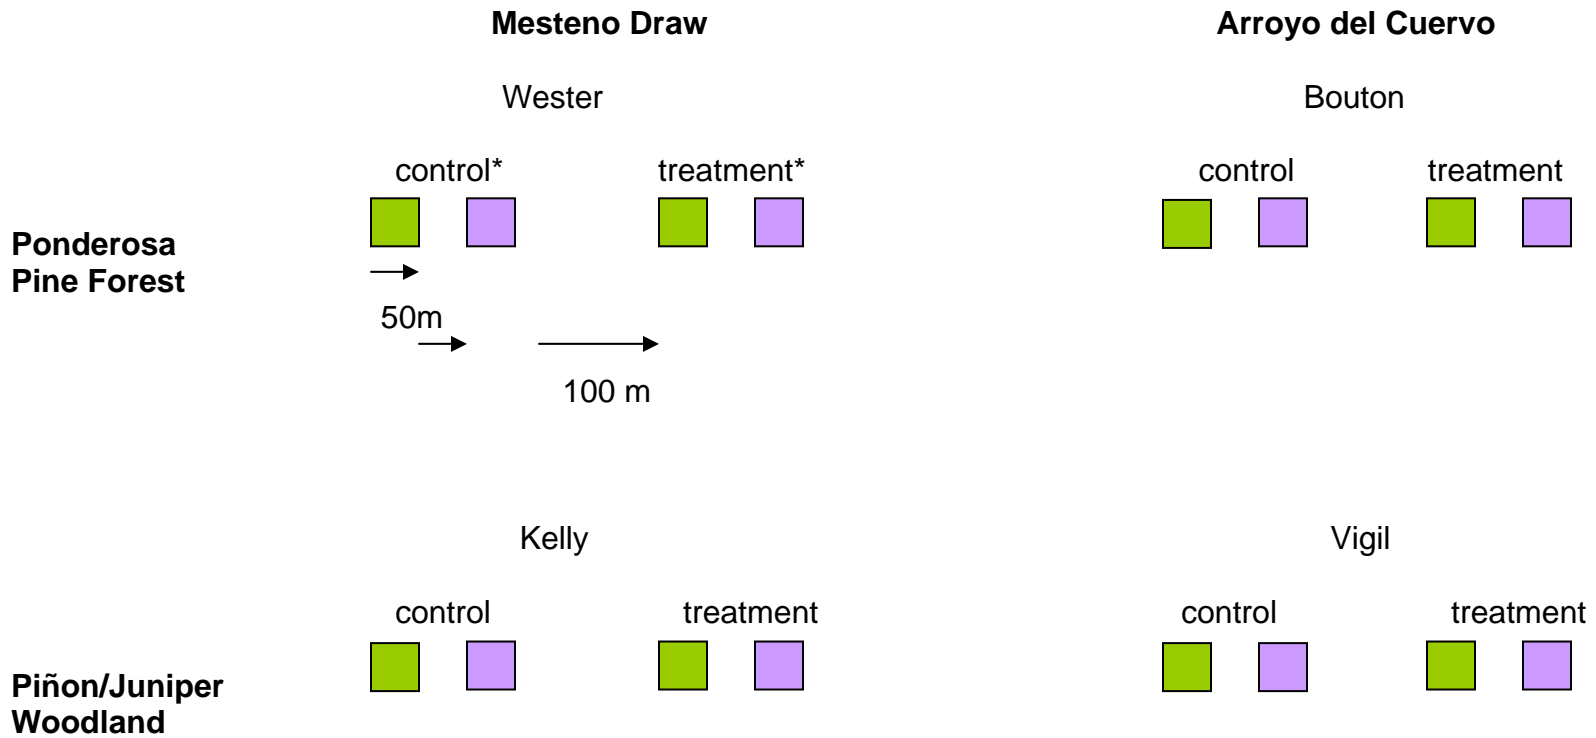 Mesteno Draw
Arroyo del Cuervo
Wester
Bouton
control*
treatment*
control
treatment
Ponderosa
Pine Forest
50m
100 m
Kelly
Vigil
control
treatment
control
treatment
Piñon/Juniper
Woodland